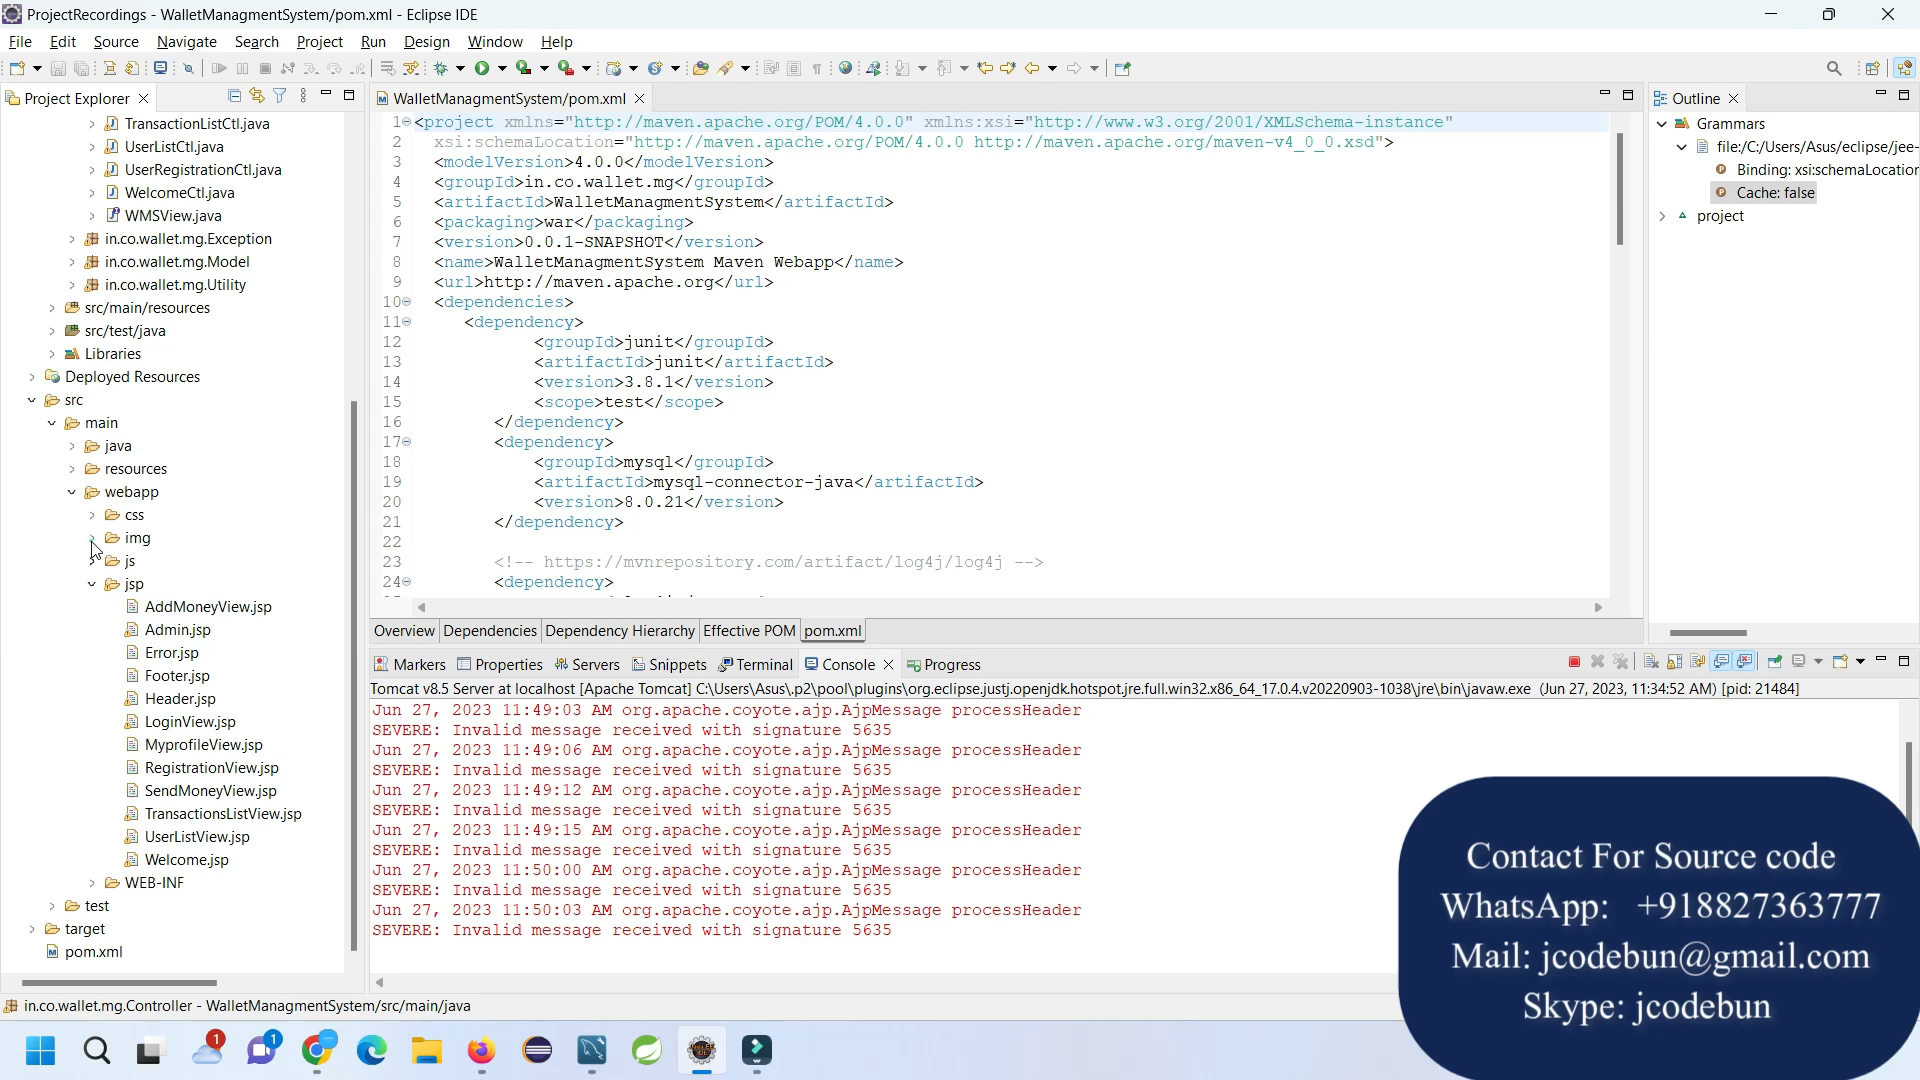 ProjectRecordings - WalletManagmentSystem/pom.xml - Eclipse IDE
File Edit Source Navigate Search Project Run Design Window Help
Project Explorer
TransactionListCtl.java
UserListCtl.java
UserRegistrationCtl.java
WelcomeCtl.java
WMSView.java
in.co.wallet.mg.Exception
in.co.wallet.mg.Model
in.co.wallet.mg.Utility
src/main/resources
src/test/java
Libraries
Deployed Resources
src
main
java
resources
webapp
css
img
js
jsp
AddMoneyView.jsp
Admin.jsp
Error.jsp
Footer.jsp
Header.jsp
LoginView.jsp
MyprofileView.jsp
RegistrationView.jsp
SendMoneyView.jsp
TransactionsListView.jsp
UserListView.jsp
Welcome.jsp
WEB-INF
test
target
pom.xml
WalletManagmentSystem/pom.xml
1 <project xmlns="http://maven.apache.org/POM/4.0.0" xmlns:xsi="http://www.w3.org/2001/XMLSchema-instance"
2 xsi:schemaLocation="http://maven.apache.org/POM/4.0.0 http://maven.apache.org/maven-v4_0_0.xsd">
3 <modelVersion>4.0.0</modelVersion>
4 <groupId>in.co.wallet.mg</groupId>
5 <artifactId>WalletManagmentSystem</artifactId>
6 <packaging>war</packaging>
7 <version>0.0.1-SNAPSHOT</version>
8 <name>WalletManagmentSystem Maven Webapp</name>
9 <url>http://maven.apache.org</url>
10 <dependencies>
11 <dependency>
12 <groupId>junit</groupId>
13 <artifactId>junit</artifactId>
14 <version>3.8.1</version>
15 <scope>test</scope>
16 </dependency>
17 <dependency>
18 <groupId>mysql</groupId>
19 <artifactId>mysql-connector-java</artifactId>
20 <version>8.0.21</version>
21 </dependency>
22
23 <!-- https://mvnrepository.com/artifact/log4j/log4j -->
24 <dependency>
Overview Dependencies Dependency Hierarchy Effective POM pom.xml
Outline
Grammars
file:/C:/Users/Asus/eclipse/jee-
Binding: xsi:schemaLocation
Cache: false
project
Markers Properties Servers Snippets Terminal Console Progress
Tomcat v8.5 Server at localhost [Apache Tomcat] C:\Users\Asus\.p2\pool\plugins\org.eclipse.justj.openjdk.hotspot.jre.full.win32.x86_64_17.0.4.v20220903-1038\jre\bin\javaw.exe (Jun 27, 2023, 11:34:52 AM) [pid: 21484]
Jun 27, 2023 11:49:03 AM org.apache.coyote.ajp.AjpMessage processHeader
SEVERE: Invalid message received with signature 5635
Jun 27, 2023 11:49:06 AM org.apache.coyote.ajp.AjpMessage processHeader
SEVERE: Invalid message received with signature 5635
Jun 27, 2023 11:49:12 AM org.apache.coyote.ajp.AjpMessage processHeader
SEVERE: Invalid message received with signature 5635
Jun 27, 2023 11:49:15 AM org.apache.coyote.ajp.AjpMessage processHeader
SEVERE: Invalid message received with signature 5635
Jun 27, 2023 11:50:00 AM org.apache.coyote.ajp.AjpMessage processHeader
SEVERE: Invalid message received with signature 5635
Jun 27, 2023 11:50:03 AM org.apache.coyote.ajp.AjpMessage processHeader
SEVERE: Invalid message received with signature 5635
Contact For Source code
WhatsApp: +918827363777
Mail: jcodebun@gmail.com
Skype: jcodebun
in.co.wallet.mg.Controller - WalletManagmentSystem/src/main/java
1
1